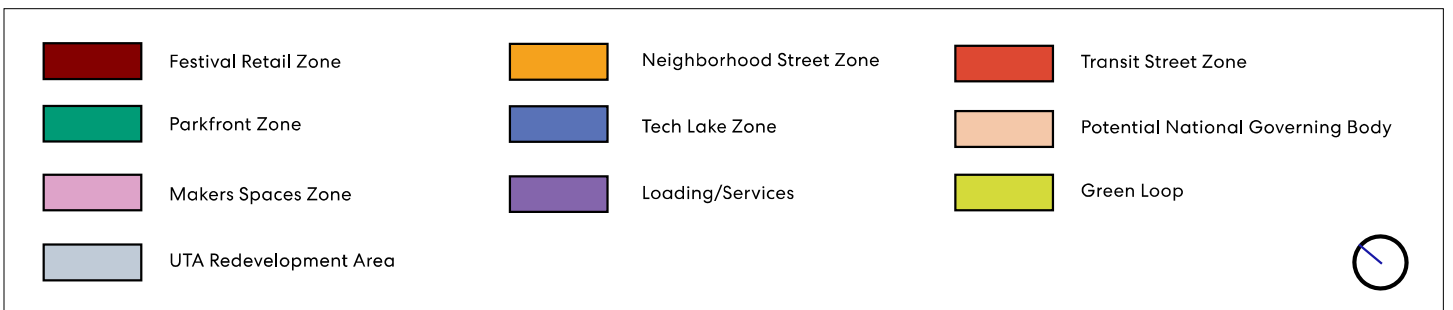 Festival Retail Zone
Neighborhood Street Zone
Transit Street Zone
Parkfront Zone
Tech Lake Zone
Potential National Governing Body
Makers Spaces Zone
Loading/Services
Green Loop
UTA Redevelopment Area